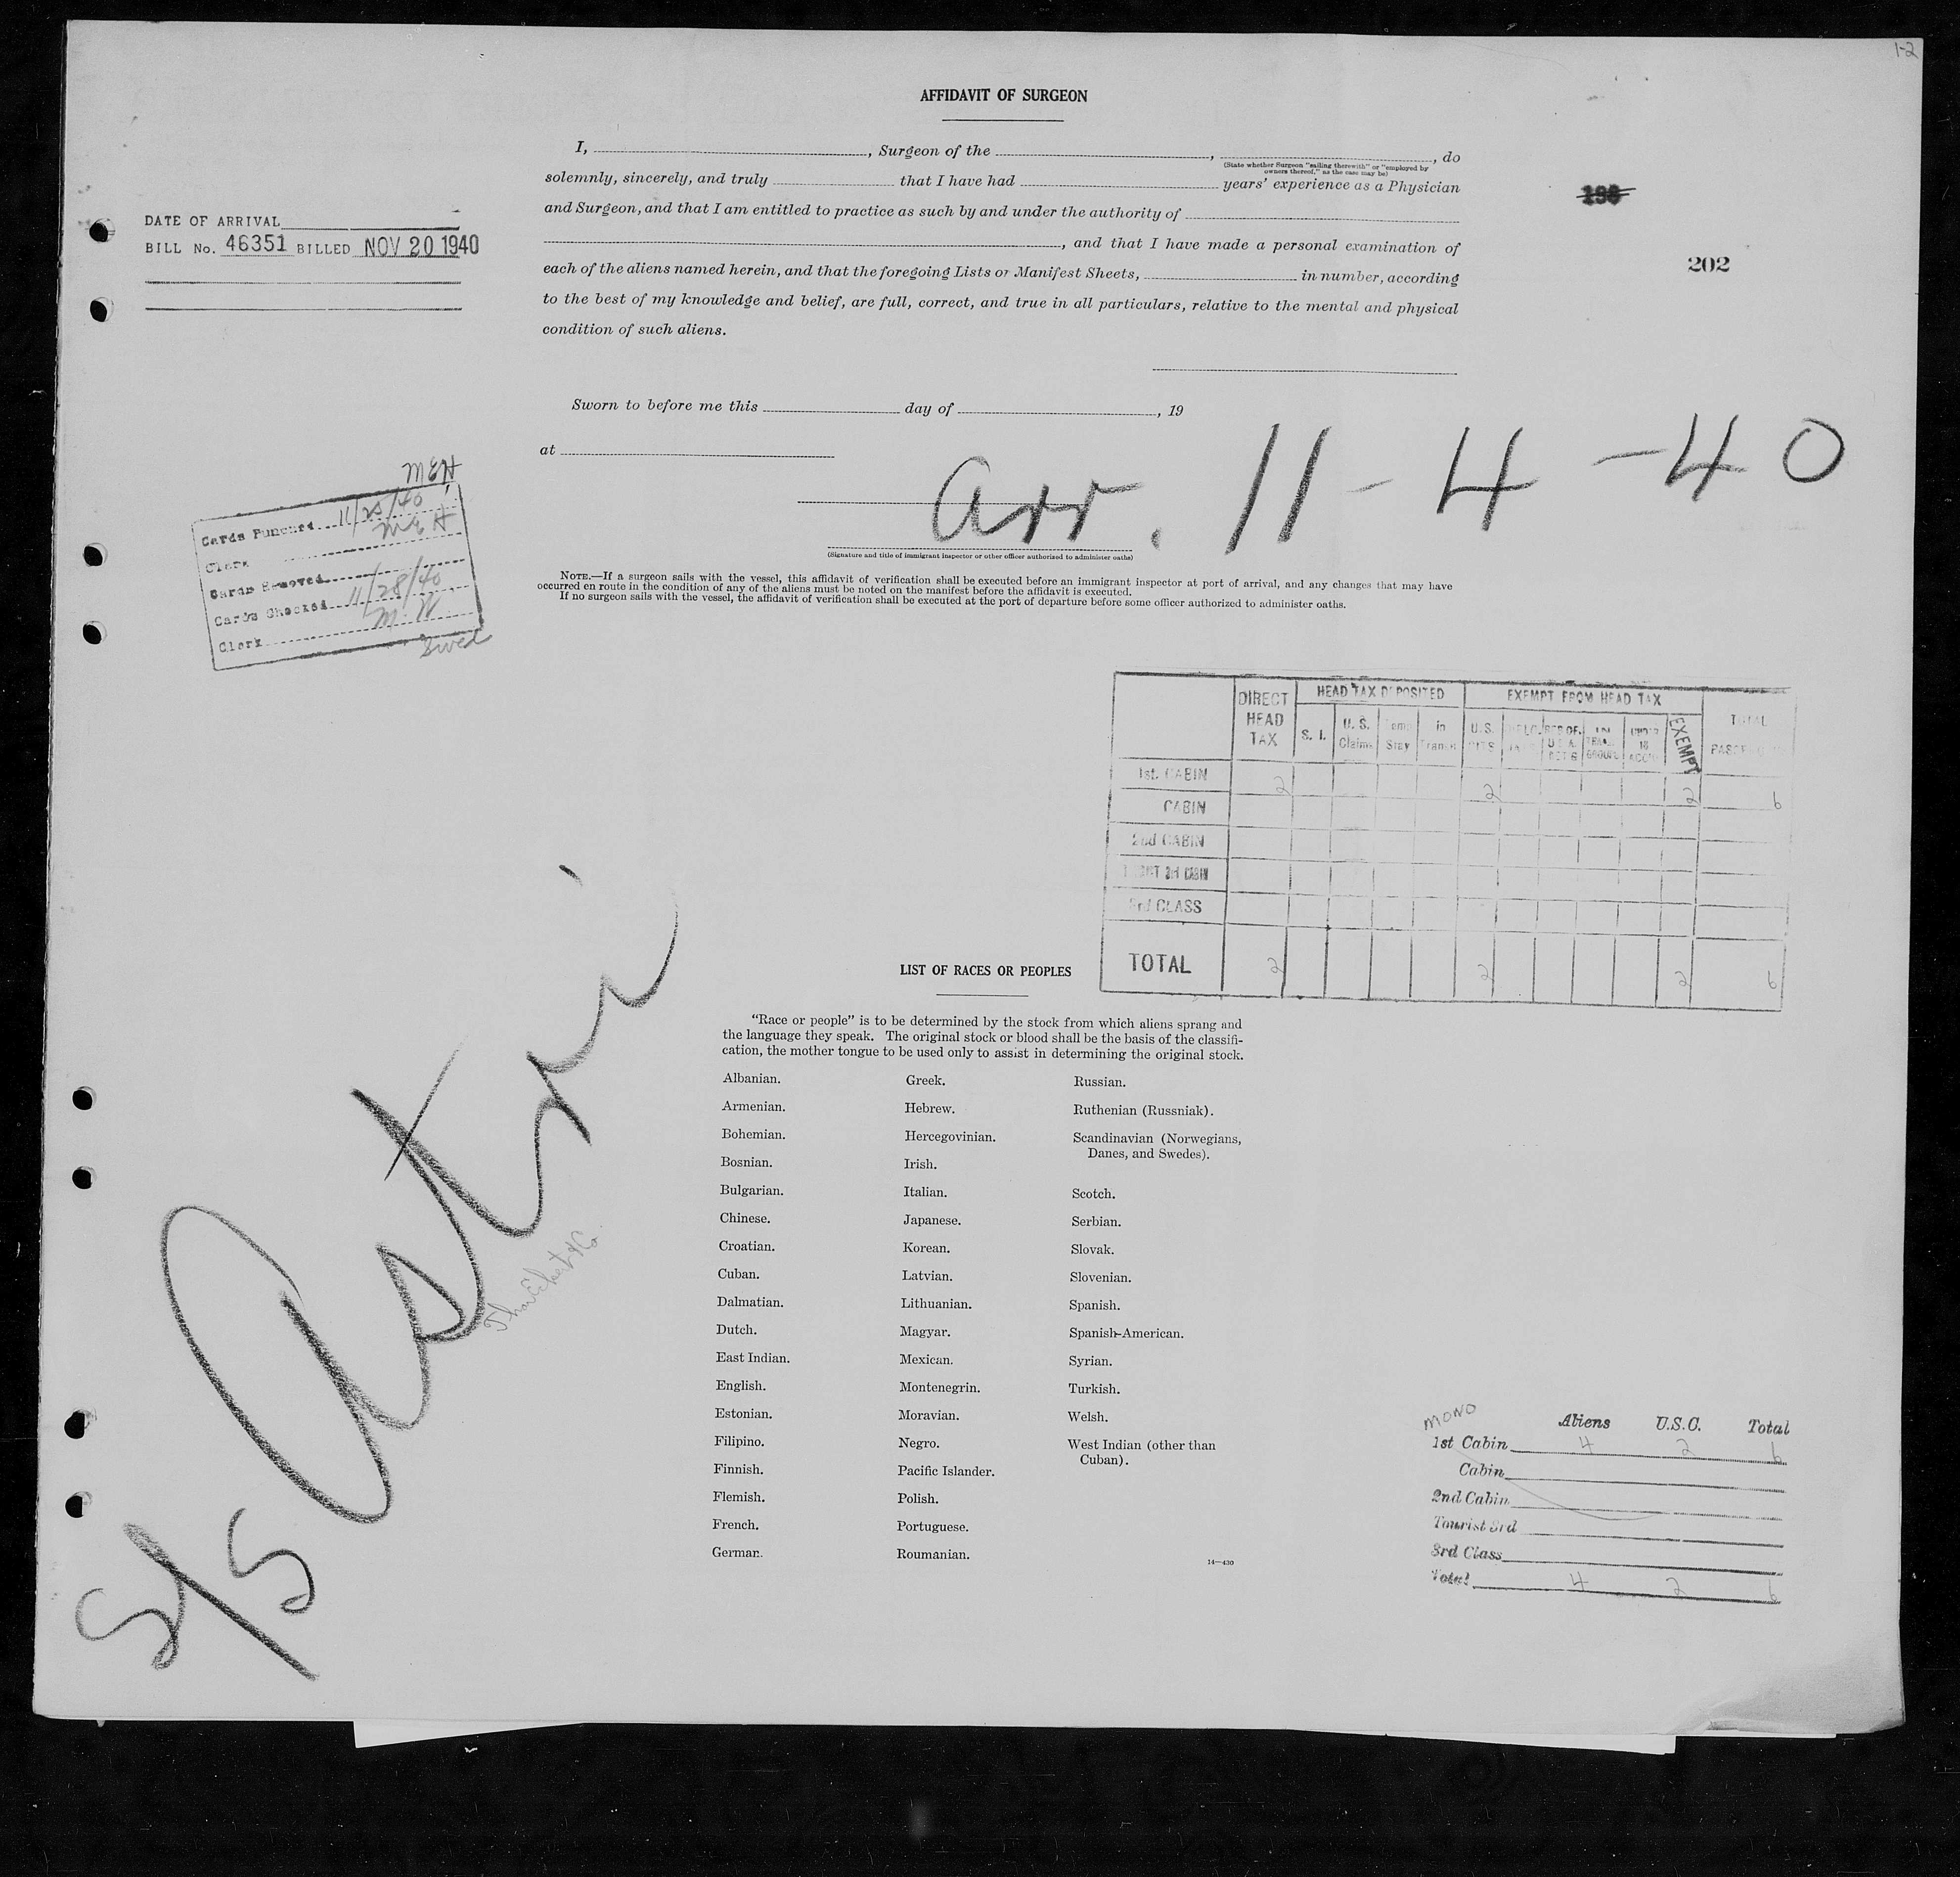 1-2
AFFIDAVIT OF SURGEON
I, , Surgeon of the , , do
(State whether Surgeon "sailing therewith" or "employed by
owners thereof," as the case may be)
solemnly, sincerely, and truly that I have had years' experience as a Physician
and Surgeon, and that I am entitled to practice as such by and under the authority of
, and that I have made a personal examination of
each of the aliens named herein, and that the foregoing Lists or Manifest Sheets, in number, according
to the best of my knowledge and belief, are full, correct, and true in all particulars, relative to the mental and physical
condition of such aliens.
202
DATE OF ARRIVAL
BILL No. 46351 BILLED NOV 20 1940
Sworn to before me this day of , 19
at
arr. 11-4-40
(Signature and title of immigrant inspector or other officer authorized to administer oaths)
NOTE.—If a surgeon sails with the vessel, this affidavit of verification shall be executed before an immigrant inspector at port of arrival, and any changes that may have
occurred en route in the condition of any of the aliens must be noted on the manifest before the affidavit is executed.
If no surgeon sails with the vessel, the affidavit of verification shall be executed at the port of departure before some officer authorized to administer oaths.
MEH
Cards Punched 11/25/40
Clerk MEH
Cards Removed
Cards Checked 11/28/40
Clerk M.W.
Swed
DIRECT HEAD TAX
HEAD TAX DEPOSITED
EXEMPT FROM HEAD TAX
S. I. U. S. Claims Temp Stay In Transit U.S. CITS EXEMPT TOTAL
1st. CABIN 2 2 2 6
CABIN
2nd CABIN
3rd CABIN
3rd CLASS
TOTAL 2 2 2 6
S/S Astri
LIST OF RACES OR PEOPLES
"Race or people" is to be determined by the stock from which aliens sprang and
the language they speak. The original stock or blood shall be the basis of the classifi-
cation, the mother tongue to be used only to assist in determining the original stock.
Albanian.
Armenian.
Bohemian.
Bosnian.
Bulgarian.
Chinese.
Croatian.
Cuban.
Dalmatian.
Dutch.
East Indian.
English.
Estonian.
Filipino.
Finnish.
Flemish.
French.
German.
Greek.
Hebrew.
Hercegovinian.
Irish.
Italian.
Japanese.
Korean.
Latvian.
Lithuanian.
Magyar.
Mexican.
Montenegrin.
Moravian.
Negro.
Pacific Islander.
Polish.
Portuguese.
Roumanian.
Russian.
Ruthenian (Russniak).
Scandinavian (Norwegians,
Danes, and Swedes).
Scotch.
Serbian.
Slovak.
Slovenian.
Spanish.
Spanish-American.
Syrian.
Turkish.
Welsh.
West Indian (other than
Cuban).
14—430
MONO
Aliens U.S.C. Total
1st Cabin 4 2 6
Cabin
2nd Cabin
Tourist 3rd
3rd Class
Total 4 2 6